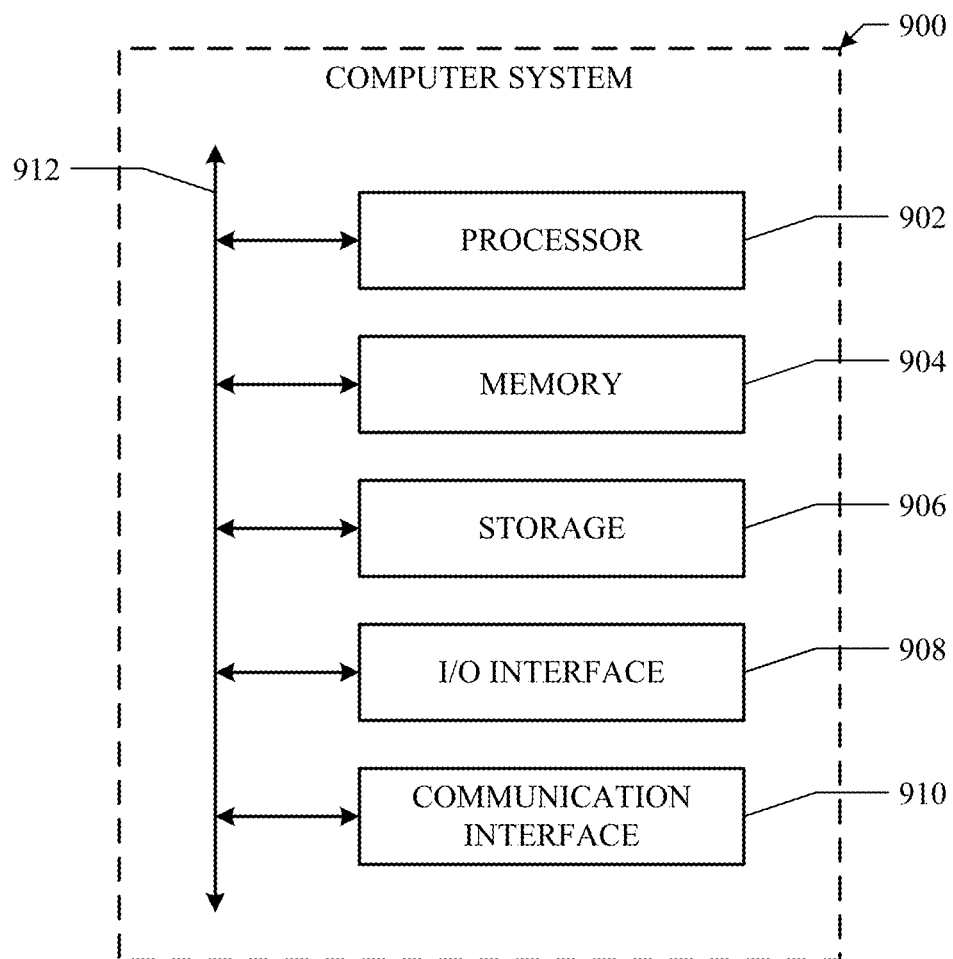 900
COMPUTER SYSTEM
912
PROCESSOR
902
MEMORY
904
STORAGE
906
I/O INTERFACE
908
COMMUNICATION
INTERFACE
910